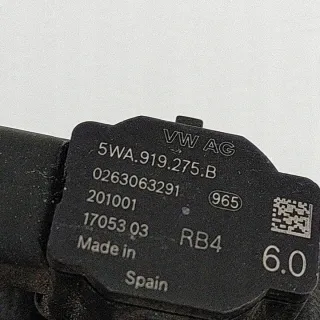 VW AG
5WA.919.275.B
0263063291 965
201001
17053 03 RB4
Made in 6.0
Spain